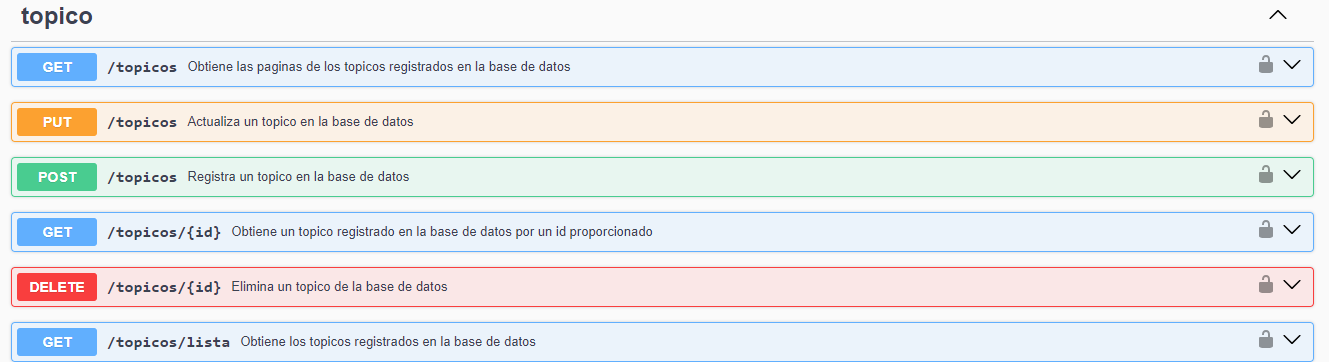 topico
GET /topicos Obtiene las paginas de los topicos registrados en la base de datos
PUT /topicos Actualiza un topico en la base de datos
POST /topicos Registra un topico en la base de datos
GET /topicos/{id} Obtiene un topico registrado en la base de datos por un id proporcionado
DELETE /topicos/{id} Elimina un topico de la base de datos
GET /topicos/lista Obtiene los topicos registrados en la base de datos